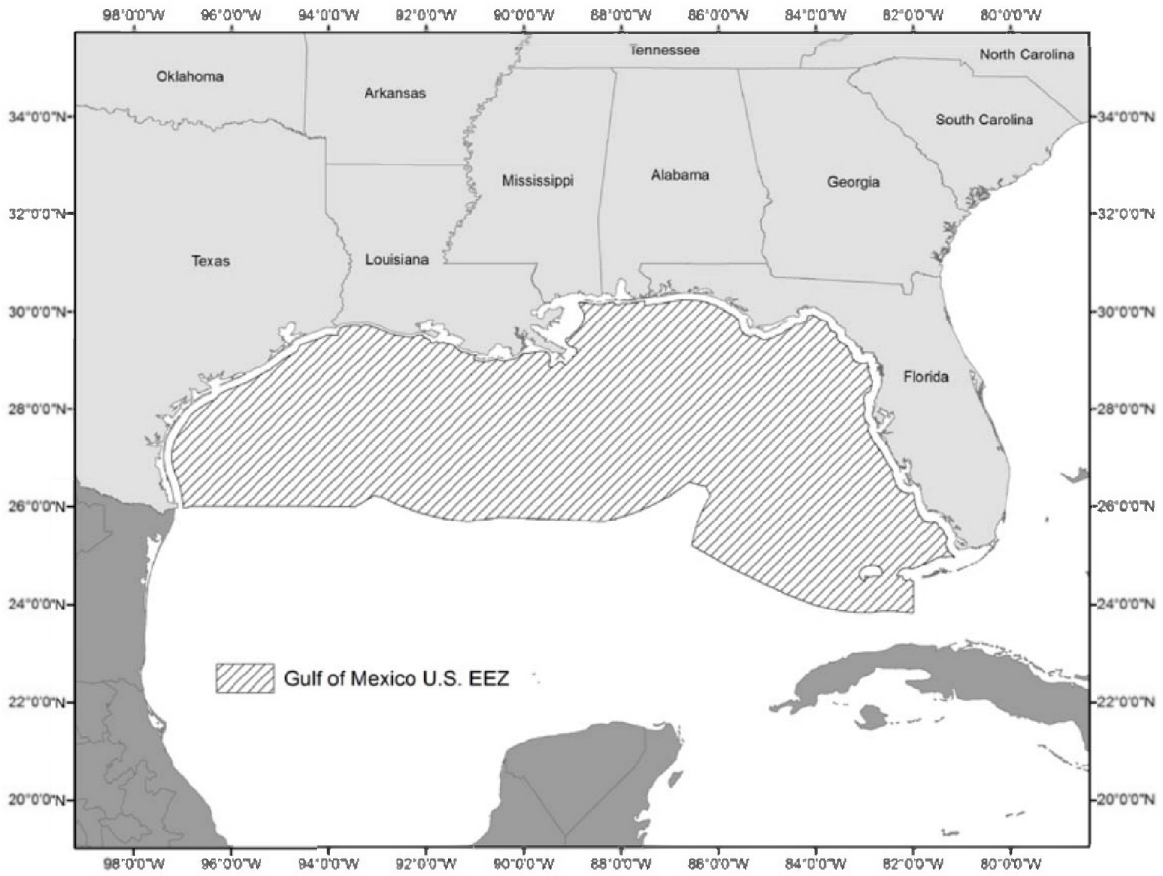 98°0'0"W 96°0'0"W 94°0'0"W 92°0'0"W 90°0'0"W 88°0'0"W 86°0'0"W 84°0'0"W 82°0'0"W 80°0'0"W
Tennessee
North Carolina
Oklahoma
Arkansas
34°0'0"N 34°0'0"N
South Carolina
Mississippi
Alabama
Georgia
32°0'0"N 32°0'0"N
Texas
Louisiana
30°0'0"N 30°0'0"N
Florida
28°0'0"N 28°0'0"N
26°0'0"N 26°0'0"N
24°0'0"N 24°0'0"N
Gulf of Mexico U.S. EEZ
22°0'0"N 22°0'0"N
20°0'0"N 20°0'0"N
98°0'0"W 96°0'0"W 94°0'0"W 92°0'0"W 90°0'0"W 88°0'0"W 86°0'0"W 84°0'0"W 82°0'0"W 80°0'0"W